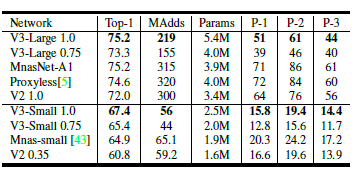 Network Top-1 MAdds Params P-1 P-2 P-3
V3-Large 1.0 75.2 219 5.4M 51 61 44
V3-Large 0.75 73.3 155 4.0M 39 46 40
MnasNet-A1 75.2 315 3.9M 71 86 61
Proxyless[5] 74.6 320 4.0M 72 84 60
V2 1.0 72.0 300 3.4M 64 76 56
V3-Small 1.0 67.4 56 2.5M 15.8 19.4 14.4
V3-Small 0.75 65.4 44 2.0M 12.8 15.6 11.7
Mnas-small [43] 64.9 65.1 1.9M 20.3 24.2 17.2
V2 0.35 60.8 59.2 1.6M 16.6 19.6 13.9